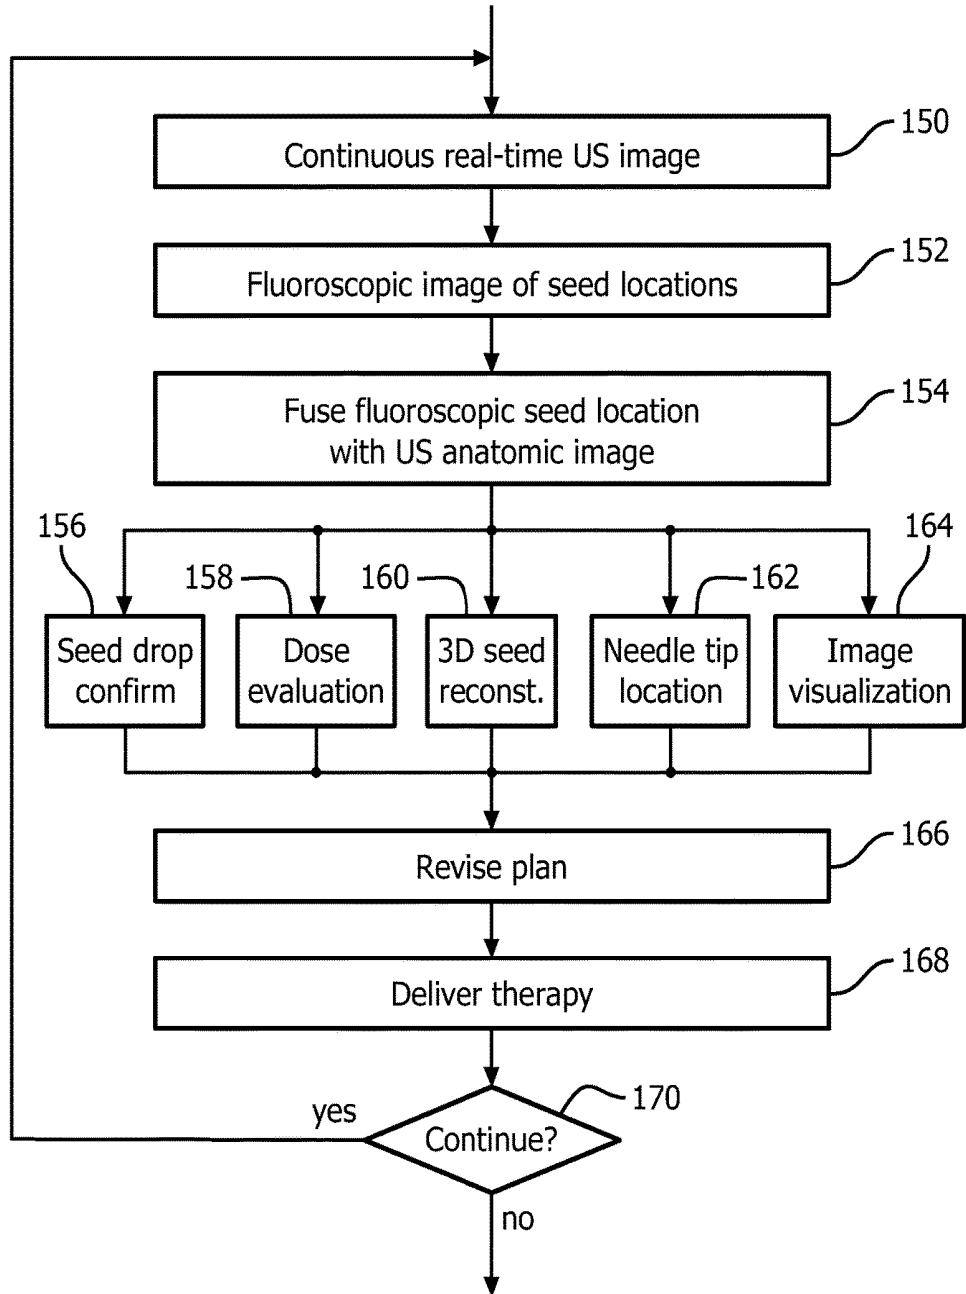 150
Continuous real-time US image
152
Fluoroscopic image of seed locations
154
Fuse fluoroscopic seed location
with US anatomic image
156
158
160
162
164
Seed drop
confirm
Dose
evaluation
3D seed
reconst.
Needle tip
location
Image
visualization
166
Revise plan
168
Deliver therapy
170
yes
Continue?
no